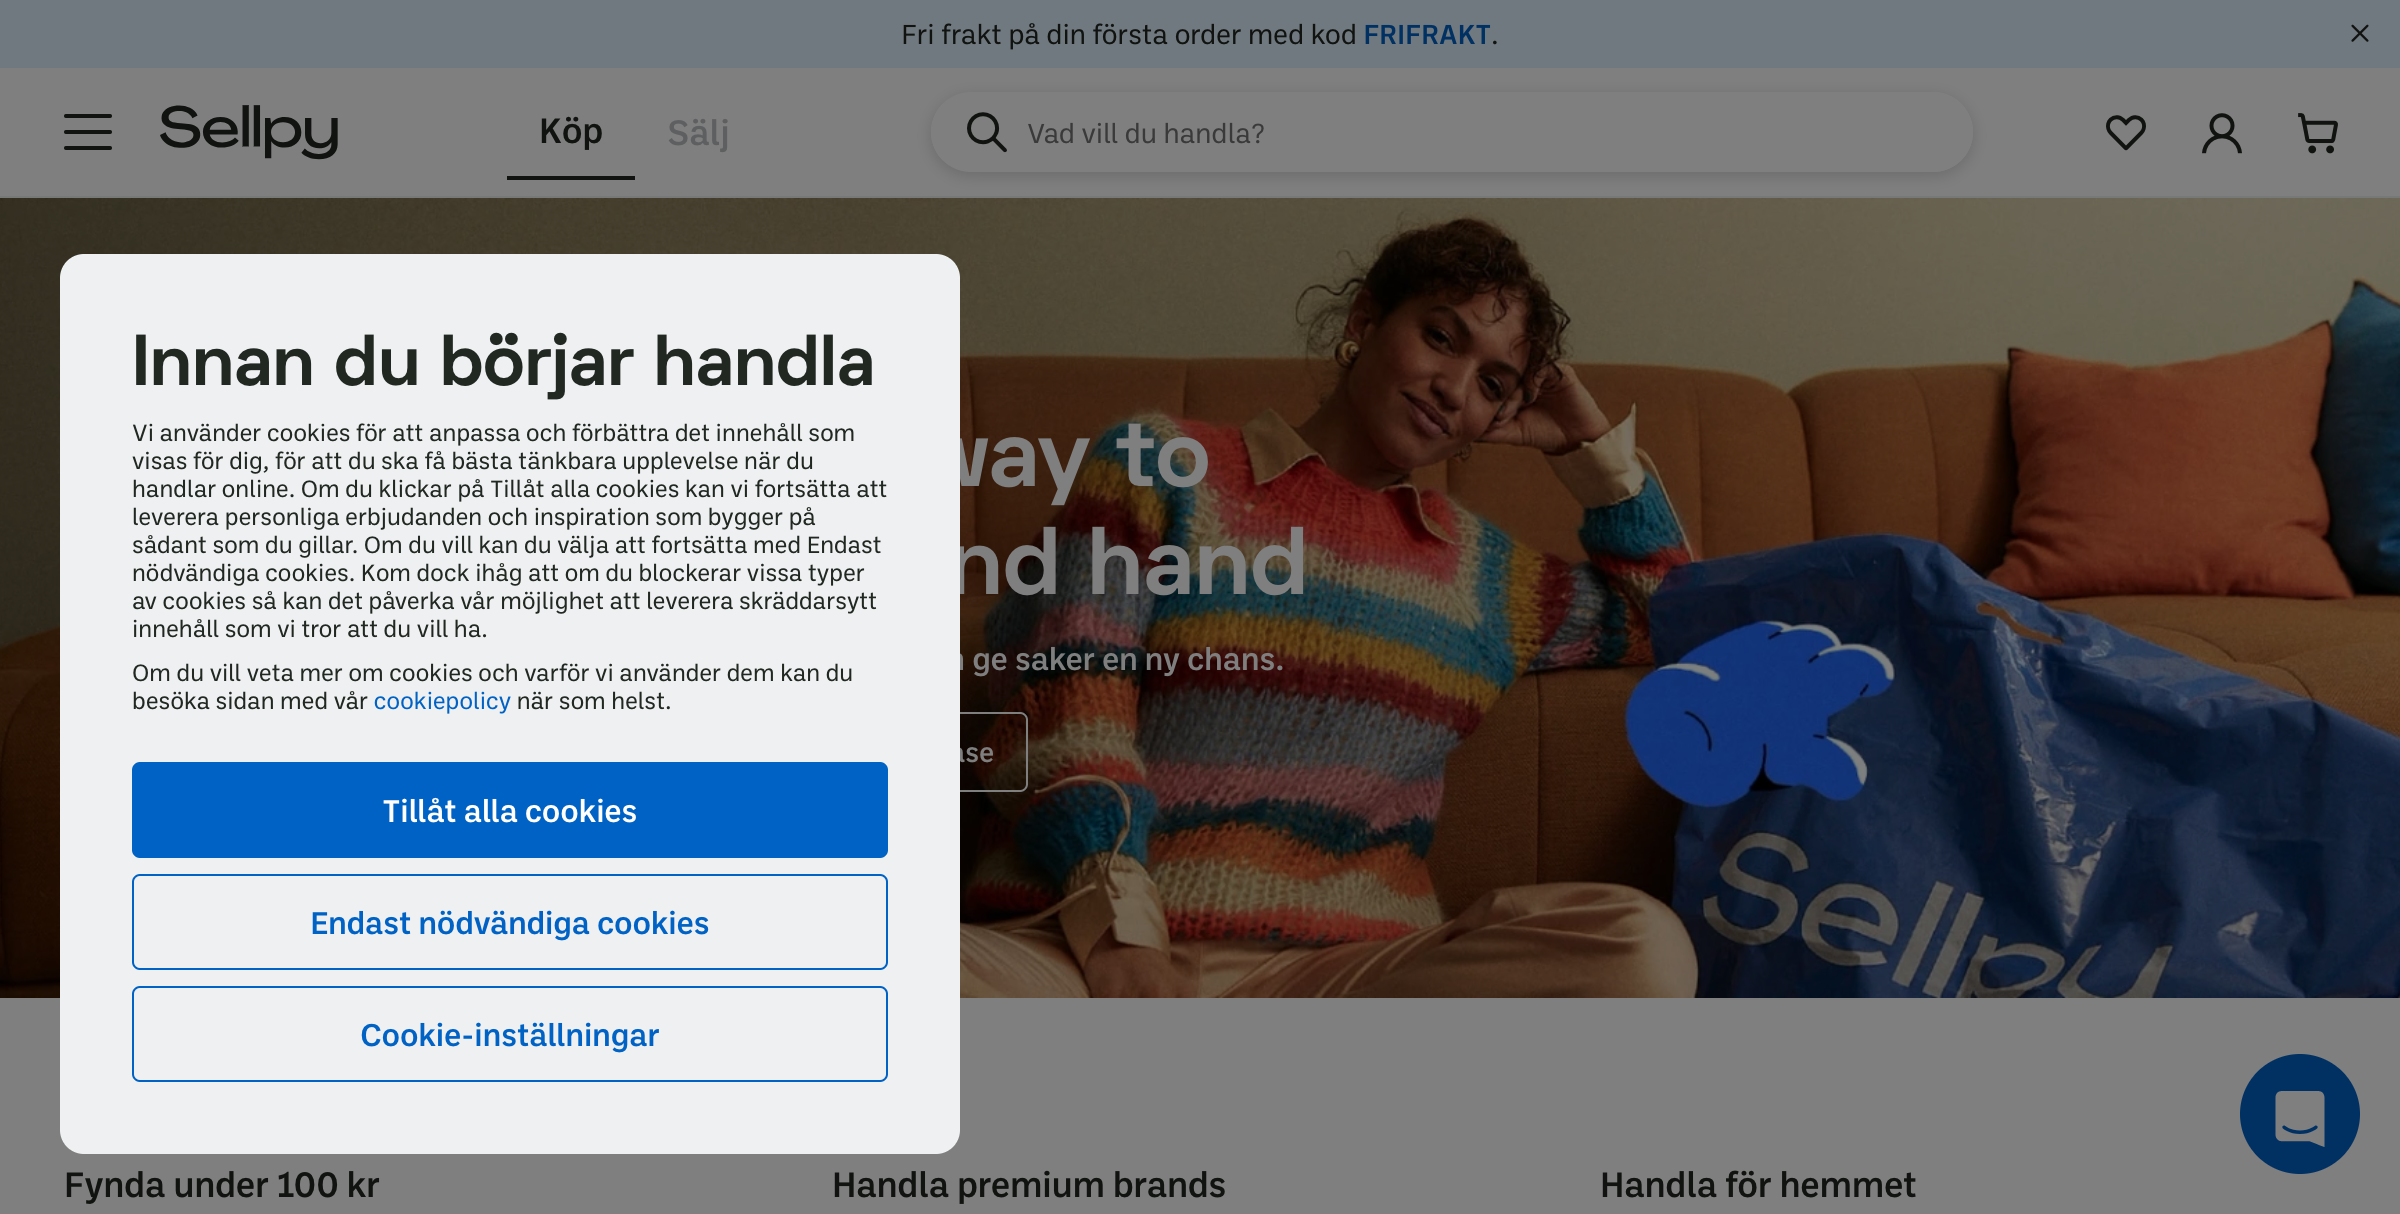 Fri frakt på din första order med kod FRIFRAKT.
Sellpy
Köp
Sälj
Vad vill du handla?
Innan du börjar handla
Vi använder cookies för att anpassa och förbättra det innehåll som
visas för dig, för att du ska få bästa tänkbara upplevelse när du
handlar online. Om du klickar på Tillåt alla cookies kan vi fortsätta att
leverera personliga erbjudanden och inspiration som bygger på
sådant som du gillar. Om du vill kan du välja att fortsätta med Endast
nödvändiga cookies. Kom dock ihåg att om du blockerar vissa typer
av cookies så kan det påverka vår möjlighet att leverera skräddarsytt
innehåll som vi tror att du vill ha.
Om du vill veta mer om cookies och varför vi använder dem kan du
besöka sidan med vår cookiepolicy när som helst.
Tillåt alla cookies
Endast nödvändiga cookies
Cookie-inställningar
way to
hand
ge saker en ny chans.
Sellpy
Fynda under 100 kr
Handla premium brands
Handla för hemmet